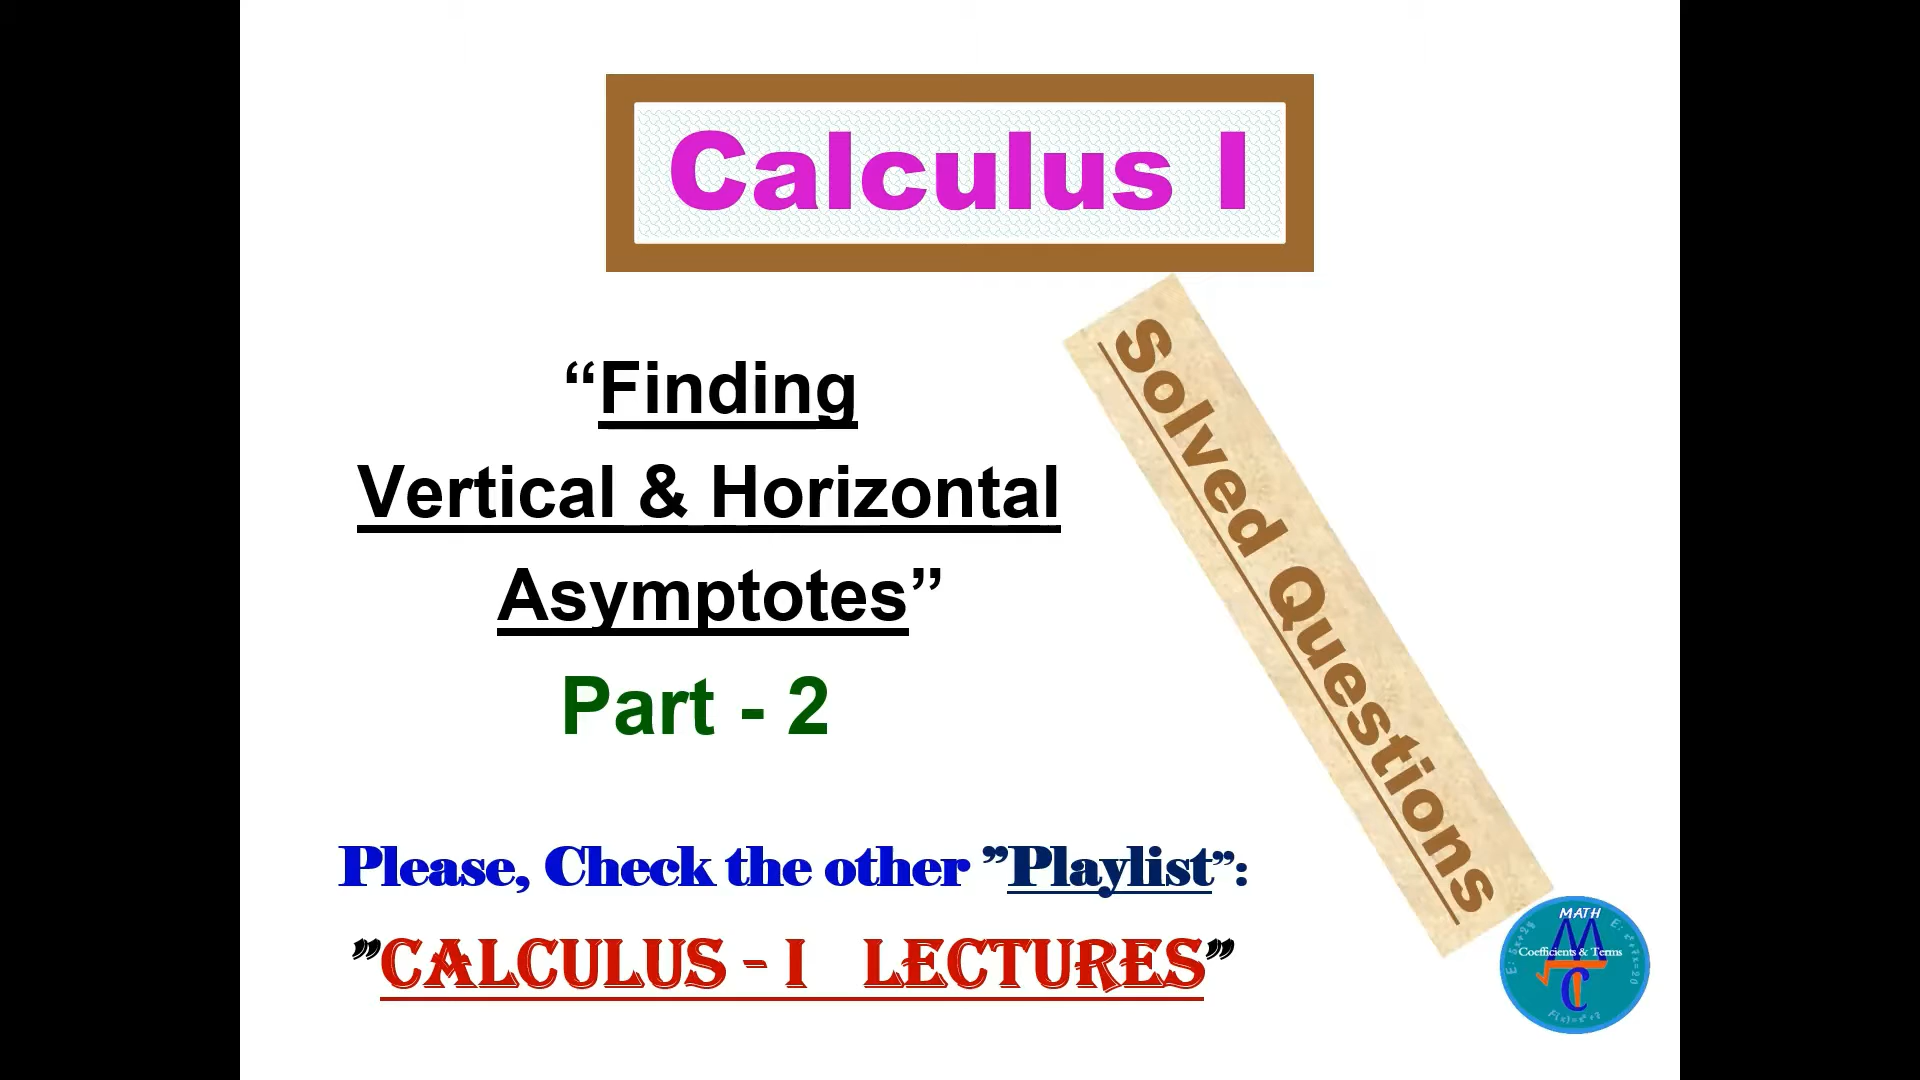 Calculus I
“Finding
Vertical & Horizontal
Asymptotes”
Part - 2
Solved Questions
Please, Check the other ”Playlist”:
”CALCULUS - I LECTURES”
MATH
Coefficients & Terms